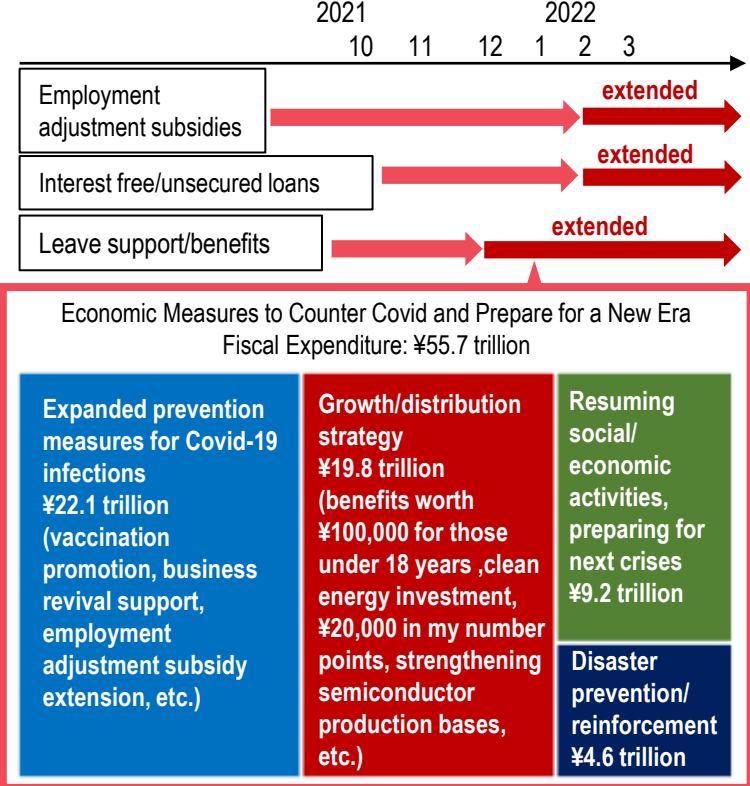 2021 2022
10 11 12 1 2 3
Employment
adjustment subsidies
extended
Interest free/unsecured loans
extended
Leave support/benefits
extended
Economic Measures to Counter Covid and Prepare for a New Era
Fiscal Expenditure: ¥55.7 trillion
Expanded prevention
measures for Covid-19
infections
¥22.1 trillion
(vaccination
promotion, business
revival support,
employment
adjustment subsidy
extension, etc.)
Growth/distribution
strategy
¥19.8 trillion
(benefits worth
¥100,000 for those
under 18 years ,clean
energy investment,
¥20,000 in my number
points, strengthening
semiconductor
production bases,
etc.)
Resuming
social/
economic
activities,
preparing for
next crises
¥9.2 trillion
Disaster
prevention/
reinforcement
¥4.6 trillion